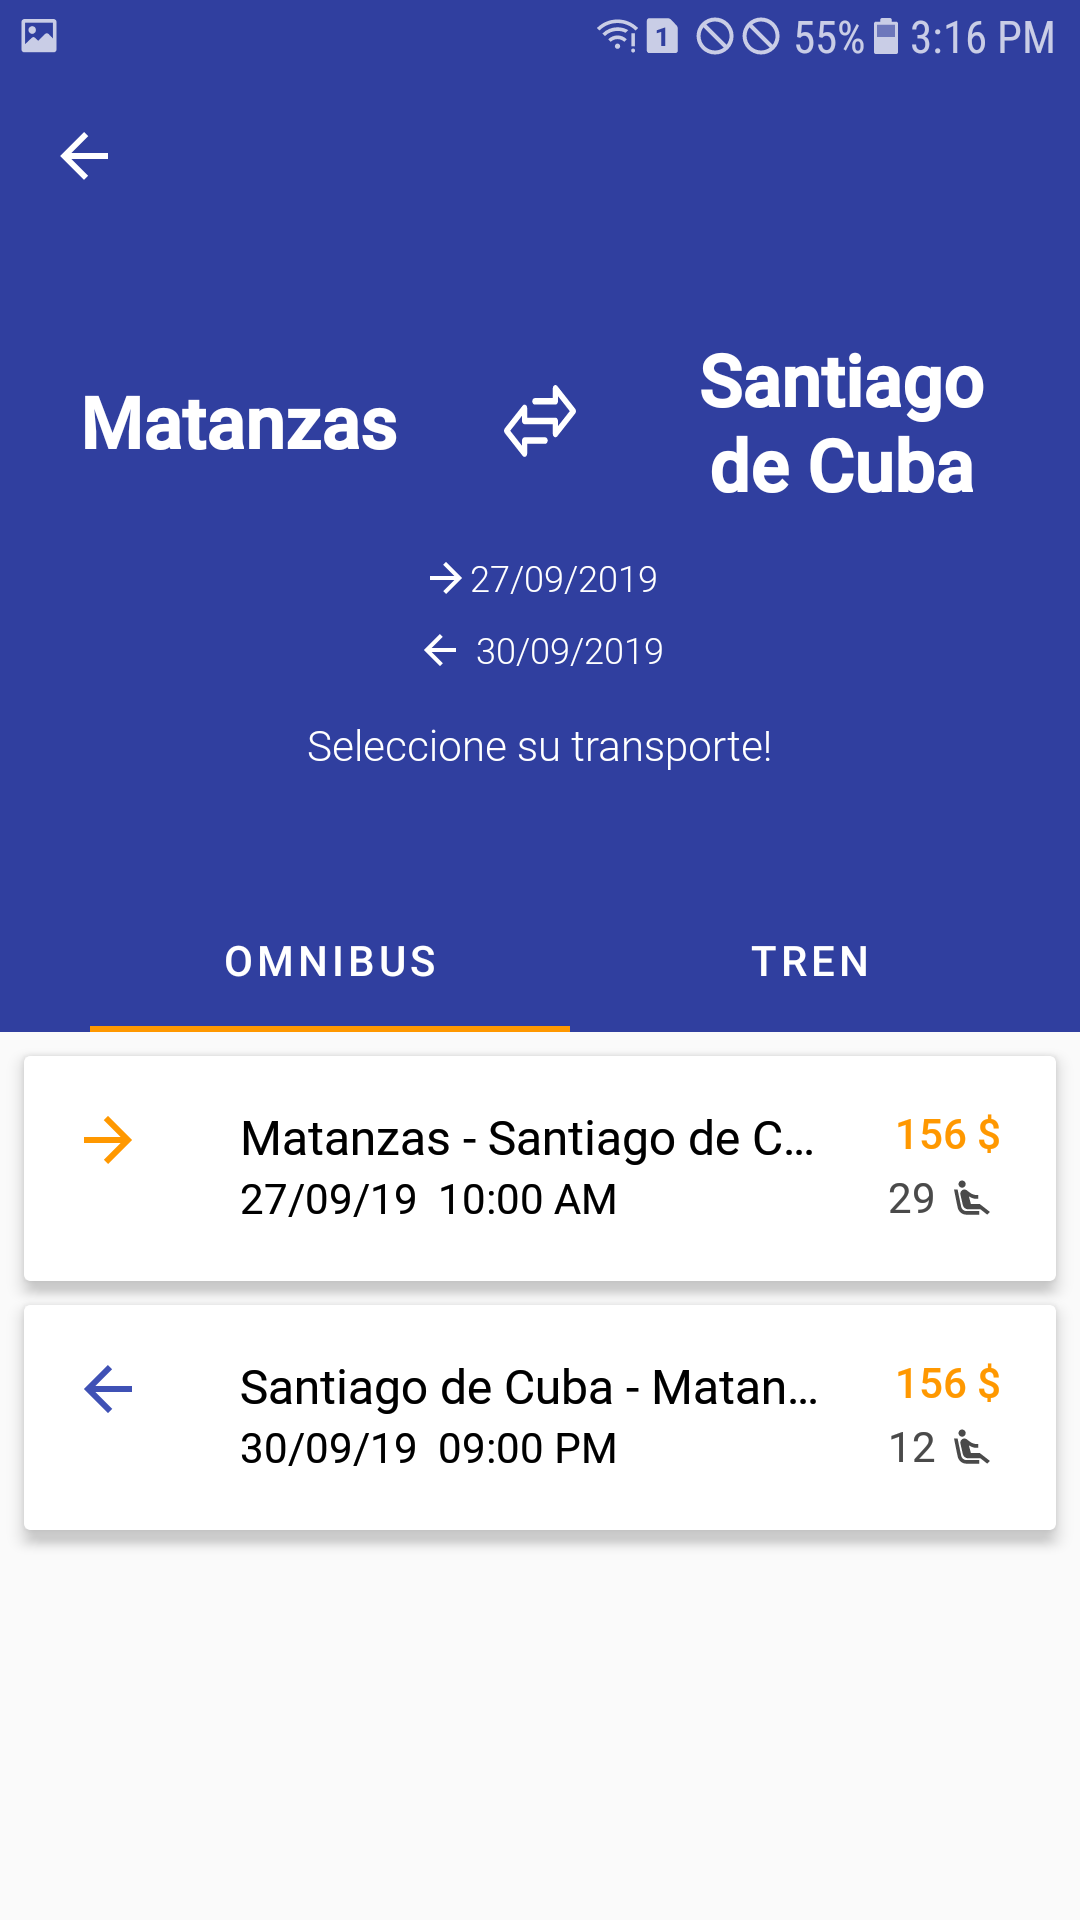 1 55% 3:16 PM
Matanzas
Santiago
de Cuba
27/09/2019
30/09/2019
Seleccione su transporte!
OMNIBUS TREN
Matanzas - Santiago de C... 156 $
27/09/19 10:00 AM 29
Santiago de Cuba - Matan... 156 $
30/09/19 09:00 PM 12